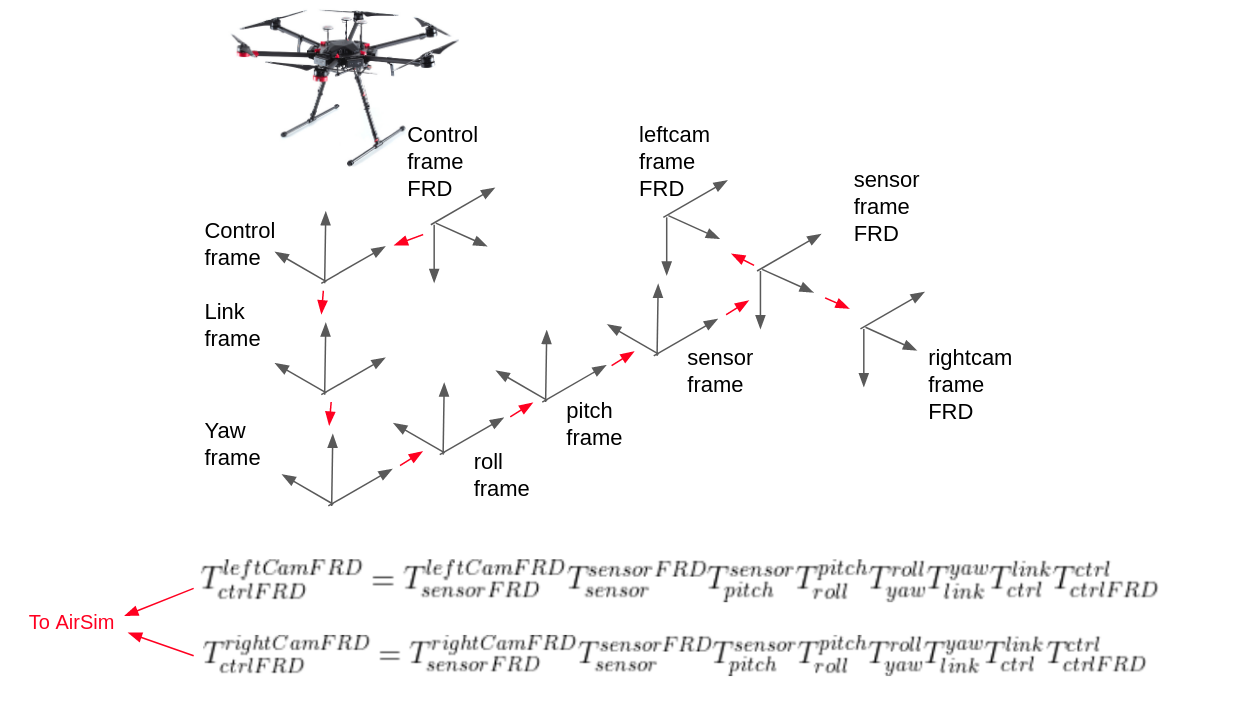 Control
frame
FRD
leftcam
frame
FRD
sensor
frame
FRD
Control
frame
Link
frame
sensor
frame
rightcam
frame
FRD
pitch
frame
Yaw
frame
roll
frame
T_{ctrlFRD}^{leftCamFRD} = T_{sensorFRD}^{leftCamFRD} T_{sensor}^{sensorFRD} T_{pitch}^{sensor} T_{roll}^{pitch} T_{yaw}^{roll} T_{link}^{yaw} T_{ctrl}^{link} T_{ctrlFRD}^{ctrl}
To AirSim
T_{ctrlFRD}^{rightCamFRD} = T_{sensorFRD}^{rightCamFRD} T_{sensor}^{sensorFRD} T_{pitch}^{sensor} T_{roll}^{pitch} T_{yaw}^{roll} T_{link}^{yaw} T_{ctrl}^{link} T_{ctrlFRD}^{ctrl}